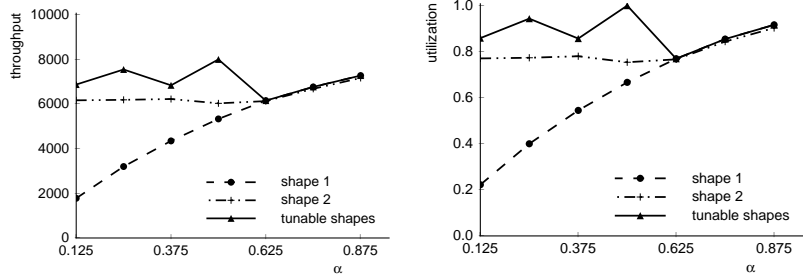 throughput
10000
8000
6000
4000
2000
0
0.125 0.375 0.625 0.875
α
shape 1
shape 2
tunable shapes
utilization
1.0
0.8
0.6
0.4
0.2
0.0
0.125 0.375 0.625 0.875
α
shape 1
shape 2
tunable shapes